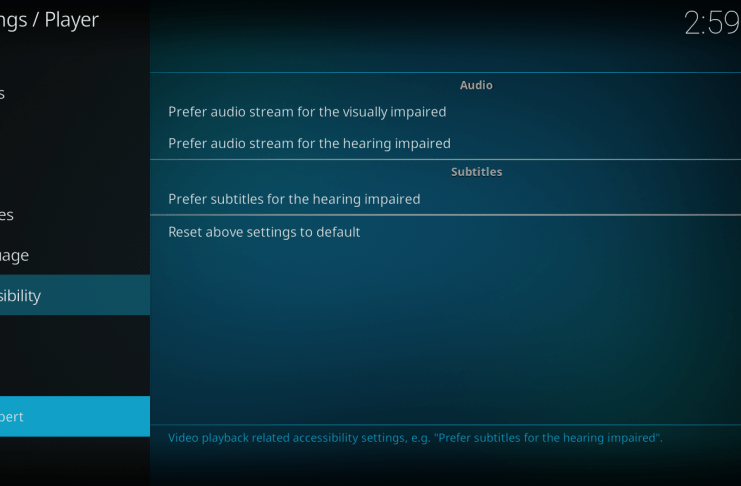 ngs / Player
2:59
s
es
uage
sibility
pert
Audio
Prefer audio stream for the visually impaired
Prefer audio stream for the hearing impaired
Subtitles
Prefer subtitles for the hearing impaired
Reset above settings to default
Video playback related accessibility settings, e.g. "Prefer subtitles for the hearing impaired".